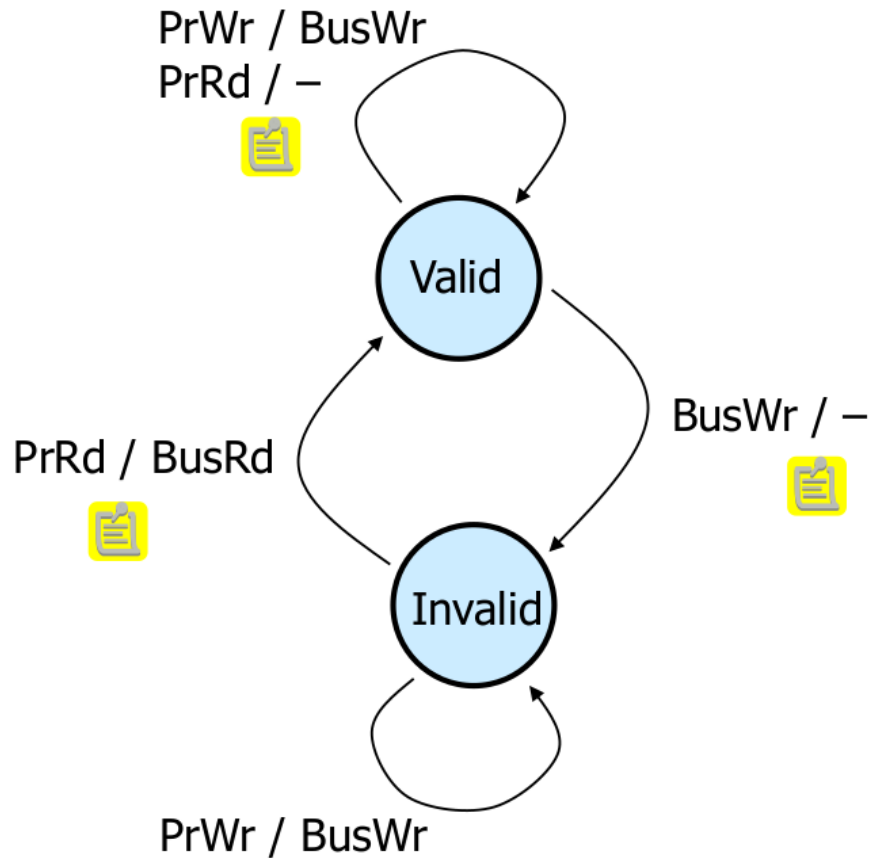 PrWr / BusWr
PrRd / –
Valid
BusWr / –
PrRd / BusRd
Invalid
PrWr / BusWr